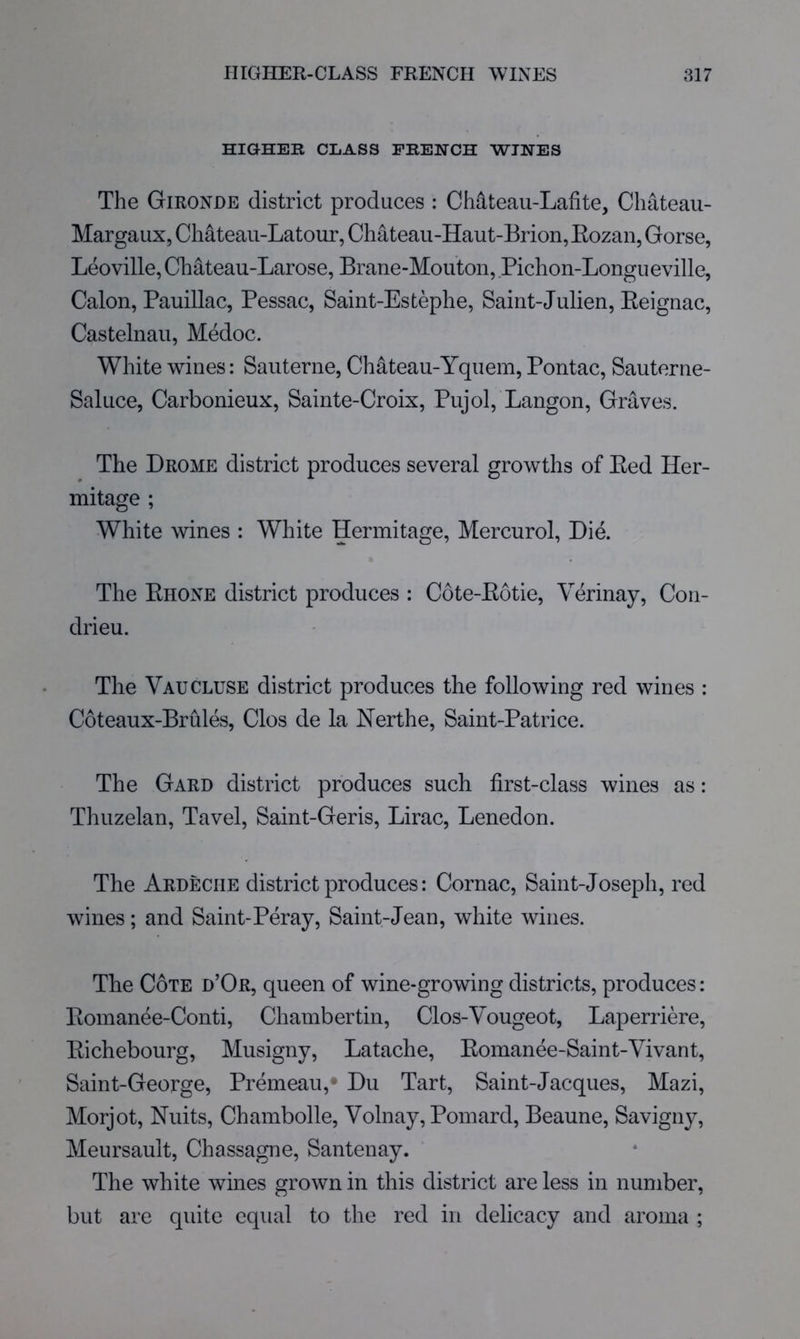 HIGHER-CLASS FRENCH WINES 317
HIGHER CLASS FRENCH WINES
The GIRONDE district produces : Château-Lafite, Château-
Margaux, Château-Latour, Château-Haut-Brion, Rozan, Gorse,
Léoville, Château-Larose, Brane-Mouton, Pichon-Longueville,
Calon, Pauillac, Pessac, Saint-Estèphe, Saint-Julien, Reignac,
Castelnau, Médoc.
White wines: Sauterne, Château-Yquem, Pontac, Sauterne-
Saluce, Carbonieux, Sainte-Croix, Pujol, Langon, Grâves.
The DROME district produces several growths of Red Her-
mitage ;
White wines : White Hermitage, Mercurol, Dié.
The RHONE district produces : Côte-Rôtie, Vérinay, Con-
drieu.
The VAUCLUSE district produces the following red wines :
Côteaux-Brûlés, Clos de la Nerthe, Saint-Patrice.
The GARD district produces such first-class wines as:
Thuzelan, Tavel, Saint-Geris, Lirac, Lenedon.
The ARDÈCHE district produces: Cornac, Saint-Joseph, red
wines; and Saint-Péray, Saint-Jean, white wines.
The CÔTE D'OR, queen of wine-growing districts, produces:
Romanée-Conti, Chambertin, Clos-Vougeot, Laperrière,
Richebourg, Musigny, Latache, Romanée-Saint-Vivant,
Saint-George, Prémeau, Du Tart, Saint-Jacques, Mazi,
Morjot, Nuits, Chambolle, Volnay, Pomard, Beaune, Savigny,
Meursault, Chassagne, Santenay.
The white wines grown in this district are less in number,
but are quite equal to the red in delicacy and aroma ;